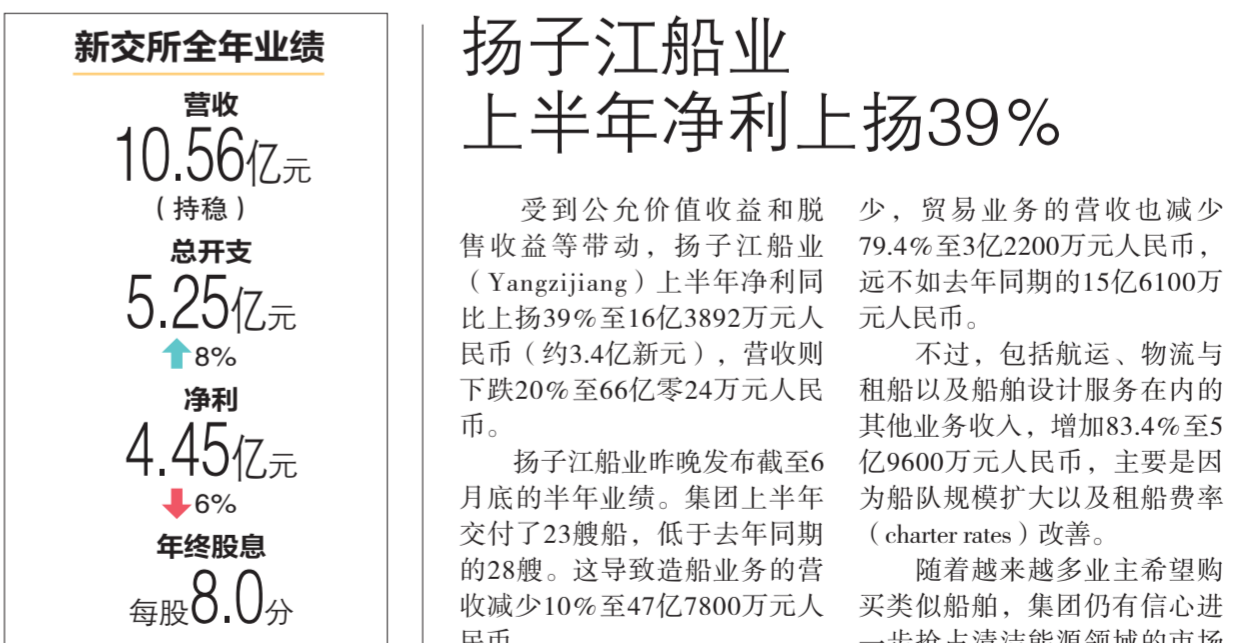 新交所全年业绩
营收
10.56亿元
（持稳）
总开支
5.25亿元
8%
净利
4.45亿元
6%
年终股息
每股8.0分
扬子江船业
上半年净利上扬39%
受到公允价值收益和脱
售收益等带动，扬子江船业
（Yangzijiang）上半年净利同
比上扬39%至16亿3892万元人
民币（约3.4亿新元），营收则
下跌20%至66亿零24万元人民
币。
扬子江船业昨晚发布截至6
月底的半年业绩。集团上半年
交付了23艘船，低于去年同期
的28艘。这导致造船业务的营
收减少10%至47亿7800万元人
民币
少，贸易业务的营收也减少
79.4%至3亿2200万元人民币，
远不如去年同期的15亿6100万
元人民币。
不过，包括航运、物流与
租船以及船舶设计服务在内的
其他业务收入，增加83.4%至5
亿9600万元人民币，主要是因
为船队规模扩大以及租船费率
（charter rates）改善。
随着越来越多业主希望购
买类似船舶，集团仍有信心进
一步抢占清洁能源领域的市场